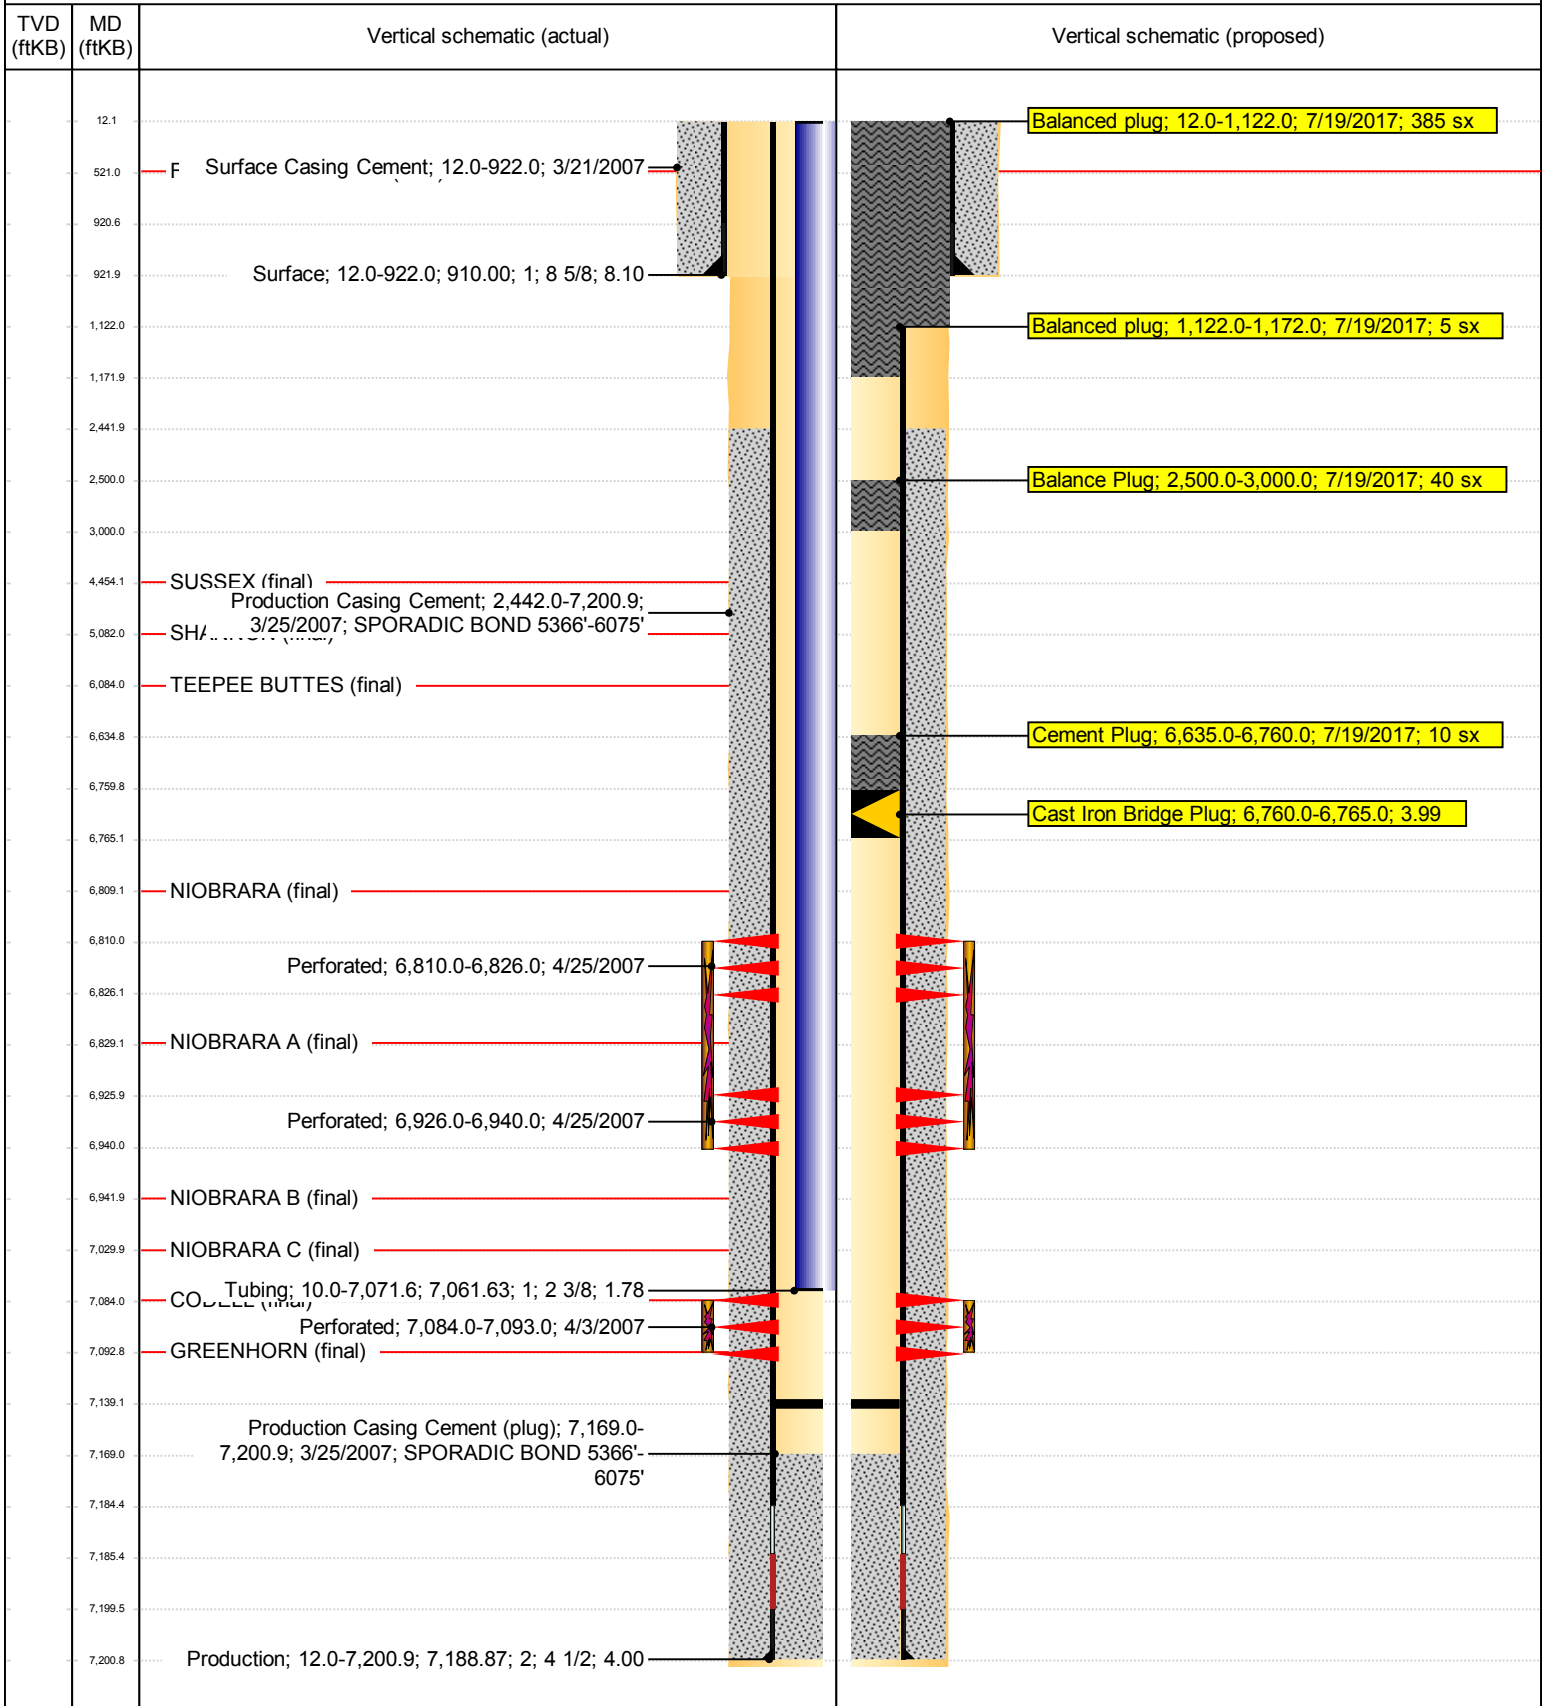 TVD
(ftKB)
MD
(ftKB)
Vertical schematic (actual)
Vertical schematic (proposed)
12.1
Balanced plug; 12.0-1,122.0; 7/19/2017; 385 sx
521.0
Surface Casing Cement; 12.0-922.0; 3/21/2007
920.6
921.9
Surface; 12.0-922.0; 910.00; 1; 8 5/8; 8.10
1,122.0
Balanced plug; 1,122.0-1,172.0; 7/19/2017; 5 sx
1,171.9
2,441.9
2,500.0
Balance Plug; 2,500.0-3,000.0; 7/19/2017; 40 sx
3,000.0
4,454.1
SUSSEX (final)
Production Casing Cement; 2,442.0-7,200.9;
3/25/2007; SPORADIC BOND 5366'-6075'
5,082.0
6,084.0
TEEPEE BUTTES (final)
6,634.8
Cement Plug; 6,635.0-6,760.0; 7/19/2017; 10 sx
6,759.8
Cast Iron Bridge Plug; 6,760.0-6,765.0; 3.99
6,765.1
6,809.1
NIOBRARA (final)
6,810.0
Perforated; 6,810.0-6,826.0; 4/25/2007
6,826.1
6,829.1
NIOBRARA A (final)
6,925.9
Perforated; 6,926.0-6,940.0; 4/25/2007
6,940.0
6,941.9
NIOBRARA B (final)
7,029.9
NIOBRARA C (final)
Tubing; 10.0-7,071.6; 7,061.63; 1; 2 3/8; 1.78
7,084.0
Perforated; 7,084.0-7,093.0; 4/3/2007
7,092.8
GREENHORN (final)
7,139.1
Production Casing Cement (plug); 7,169.0-
7,200.9; 3/25/2007; SPORADIC BOND 5366'-
6075'
7,169.0
7,184.4
7,185.4
7,199.5
7,200.8
Production; 12.0-7,200.9; 7,188.87; 2; 4 1/2; 4.00